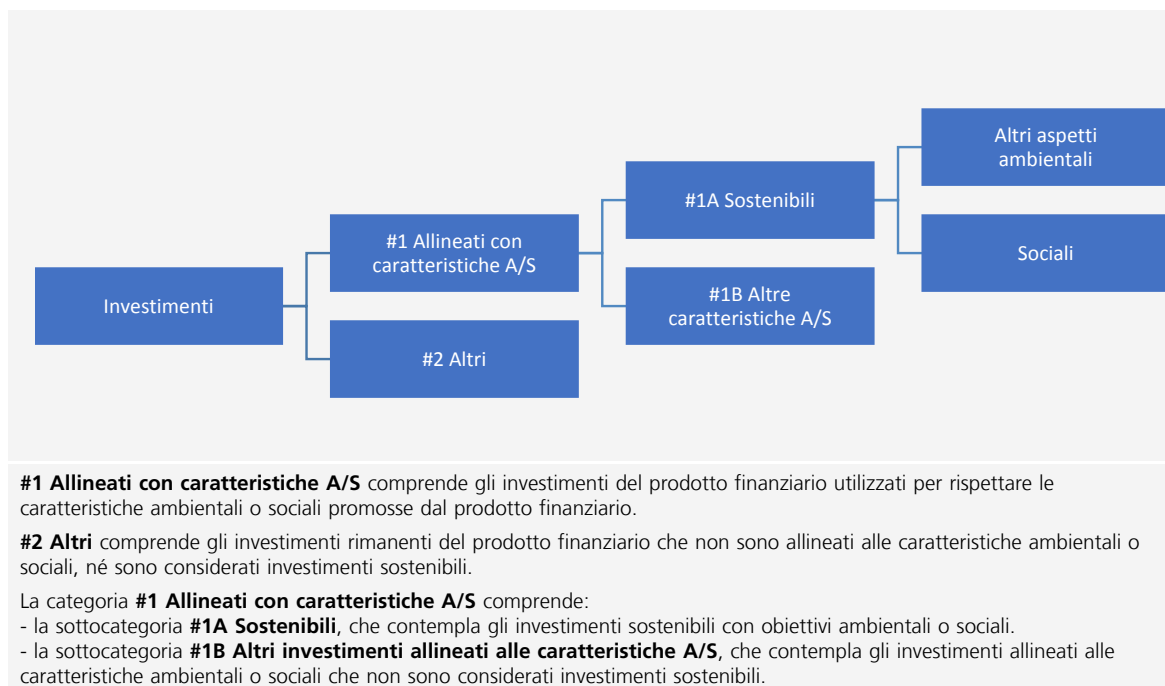 Altri aspetti
ambientali
#1A Sostenibili
#1 Allineati con
caratteristiche A/S
Sociali
Investimenti
#1B Altre
caratteristiche A/S
#2 Altri
#1 Allineati con caratteristiche A/S comprende gli investimenti del prodotto finanziario utilizzati per rispettare le
caratteristiche ambientali o sociali promosse dal prodotto finanziario.
#2 Altri comprende gli investimenti rimanenti del prodotto finanziario che non sono allineati alle caratteristiche ambientali o
sociali, né sono considerati investimenti sostenibili.
La categoria #1 Allineati con caratteristiche A/S comprende:
- la sottocategoria #1A Sostenibili, che contempla gli investimenti sostenibili con obiettivi ambientali o sociali.
- la sottocategoria #1B Altri investimenti allineati alle caratteristiche A/S, che contempla gli investimenti allineati alle
caratteristiche ambientali o sociali che non sono considerati investimenti sostenibili.